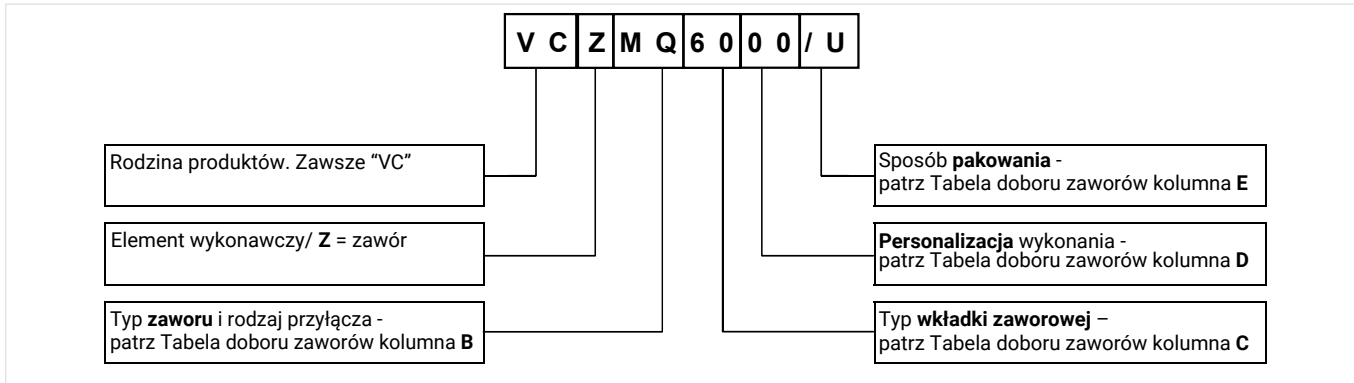 V C Z M Q 6 0 0 0 / U
Rodzina produktów. Zawsze “VC”
Element wykonawczy/ Z = zawór
Typ zaworu i rodzaj przyłącza -
patrz Tabela doboru zaworów kolumna B
Sposób pakowania -
patrz Tabela doboru zaworów kolumna E
Personalizacja wykonania -
patrz Tabela doboru zaworów kolumna D
Typ wkładki zaworowej –
patrz Tabela doboru zaworów kolumna C